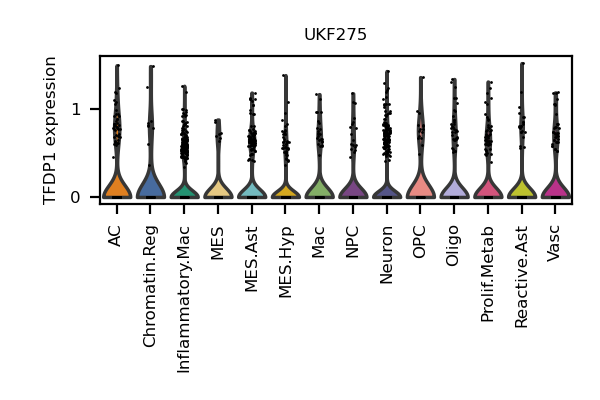 UKF275
TFDP1 expression
1
0
AC
Chromatin.Reg
Inflammatory.Mac
MES
MES.Ast
MES.Hyp
Mac
NPC
Neuron
OPC
Oligo
Prolif.Metab
Reactive.Ast
Vasc